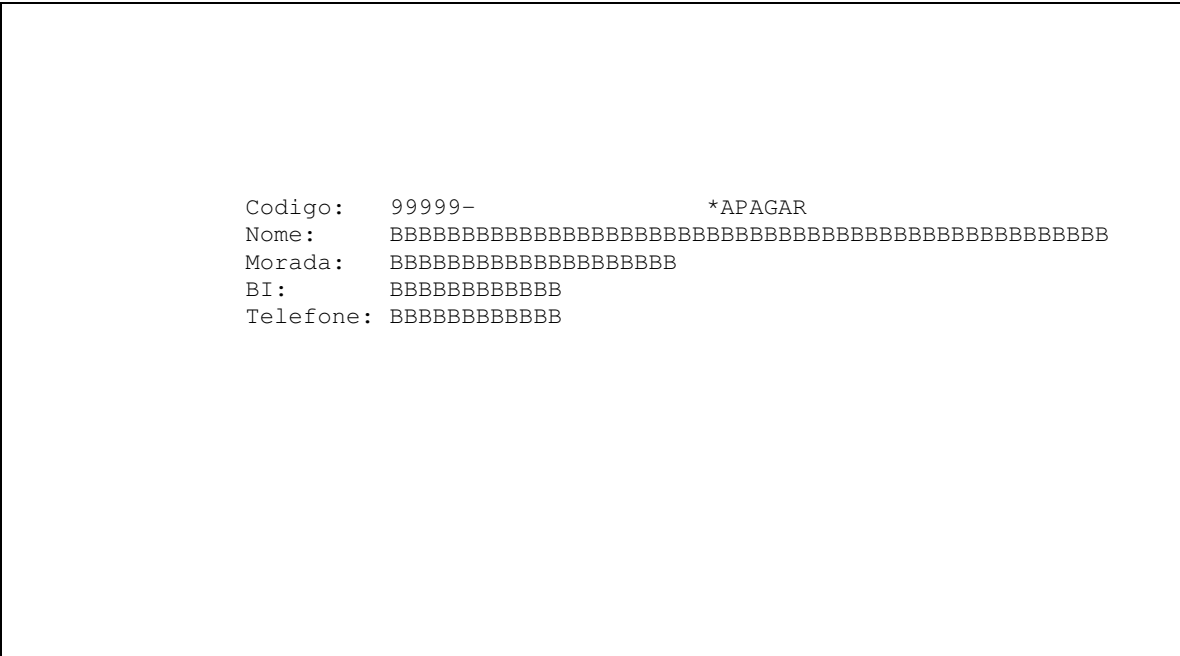 Codigo: 99999- *APAGAR
Nome: BBBBBBBBBBBBBBBBBBBBBBBBBBBBBBBBBBBBBBBBBBBBBBBBBB
Morada: BBBBBBBBBBBBBBBBBBBB
BI: BBBBBBBBBBBB
Telefone: BBBBBBBBBBBB